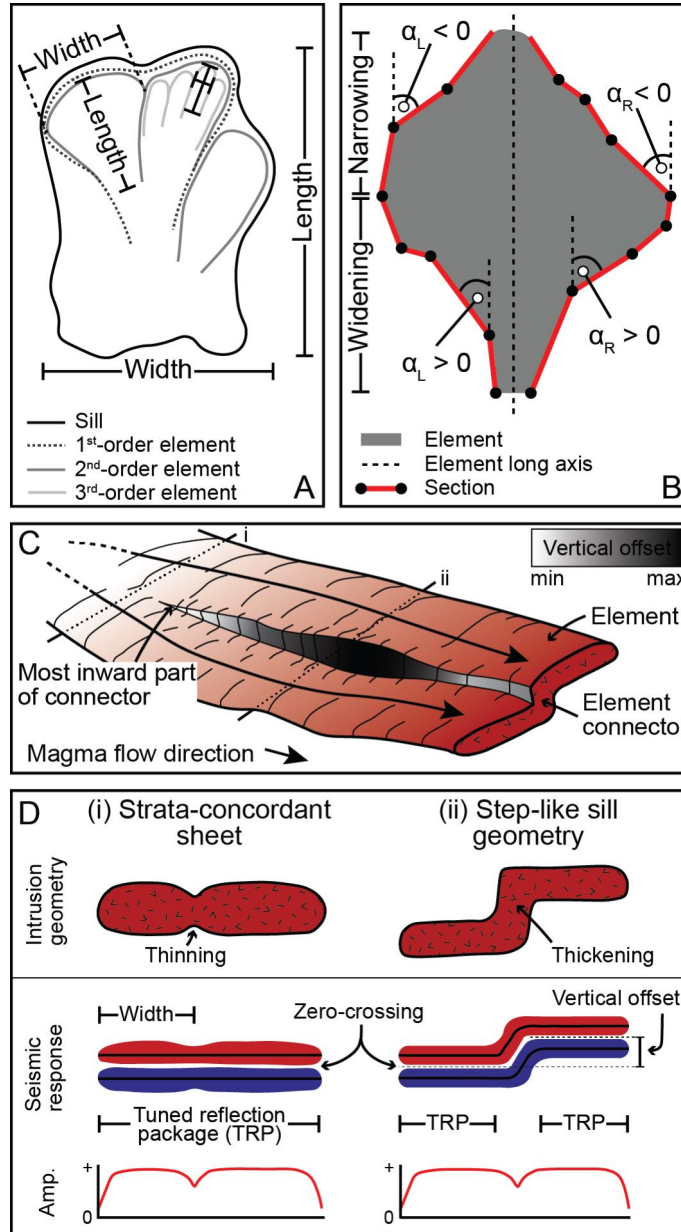 Width
Length
Length
Width
Sill
1st-order element
2nd-order element
3rd-order element
A
Narrowing
Widening
αL < 0
αR < 0
αL > 0
αR > 0
Element
Element long axis
Section
B
C
i
ii
Vertical offset
min
max
Element
Most inward part
of connector
Element
connecto
Magma flow direction
D
(i) Strata-concordant
sheet
(ii) Step-like sill
geometry
Intrusion
geometry
Thinning
Thickening
Seismic
response
Width
Zero-crossing
Vertical offset
Tuned reflection
package (TRP)
TRP
TRP
Amp.
+
0
+
0